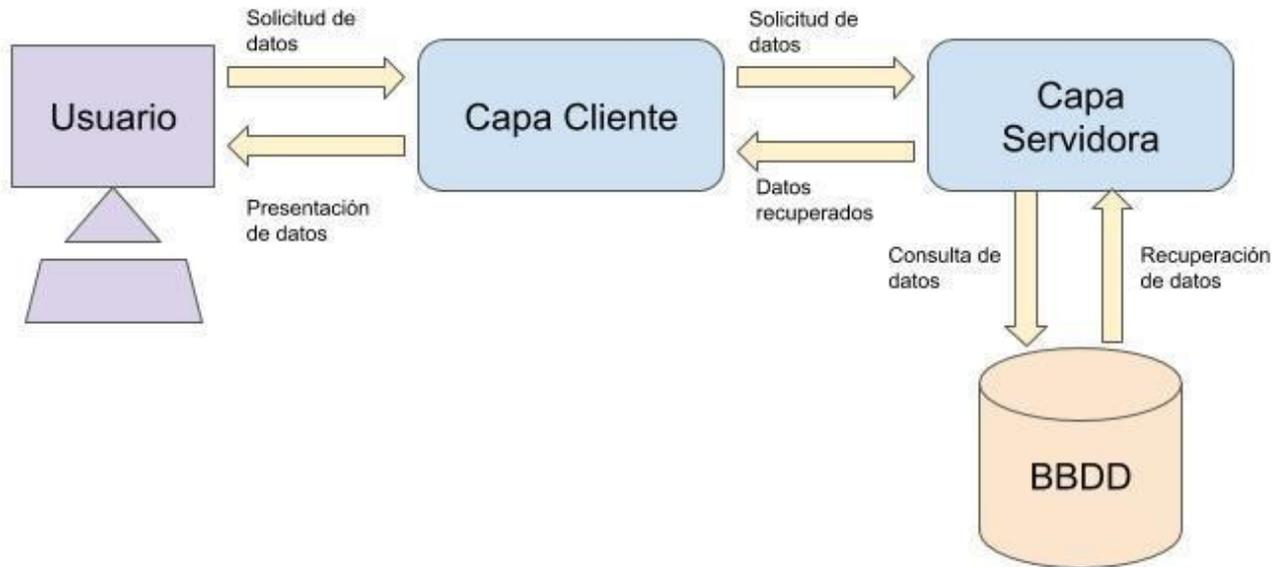 Solicitud de
datos
Usuario
Presentación
de datos
Capa Cliente
Solicitud de
datos
Datos
recuperados
Capa
Servidora
Consulta de
datos
Recuperación
de datos
BBDD